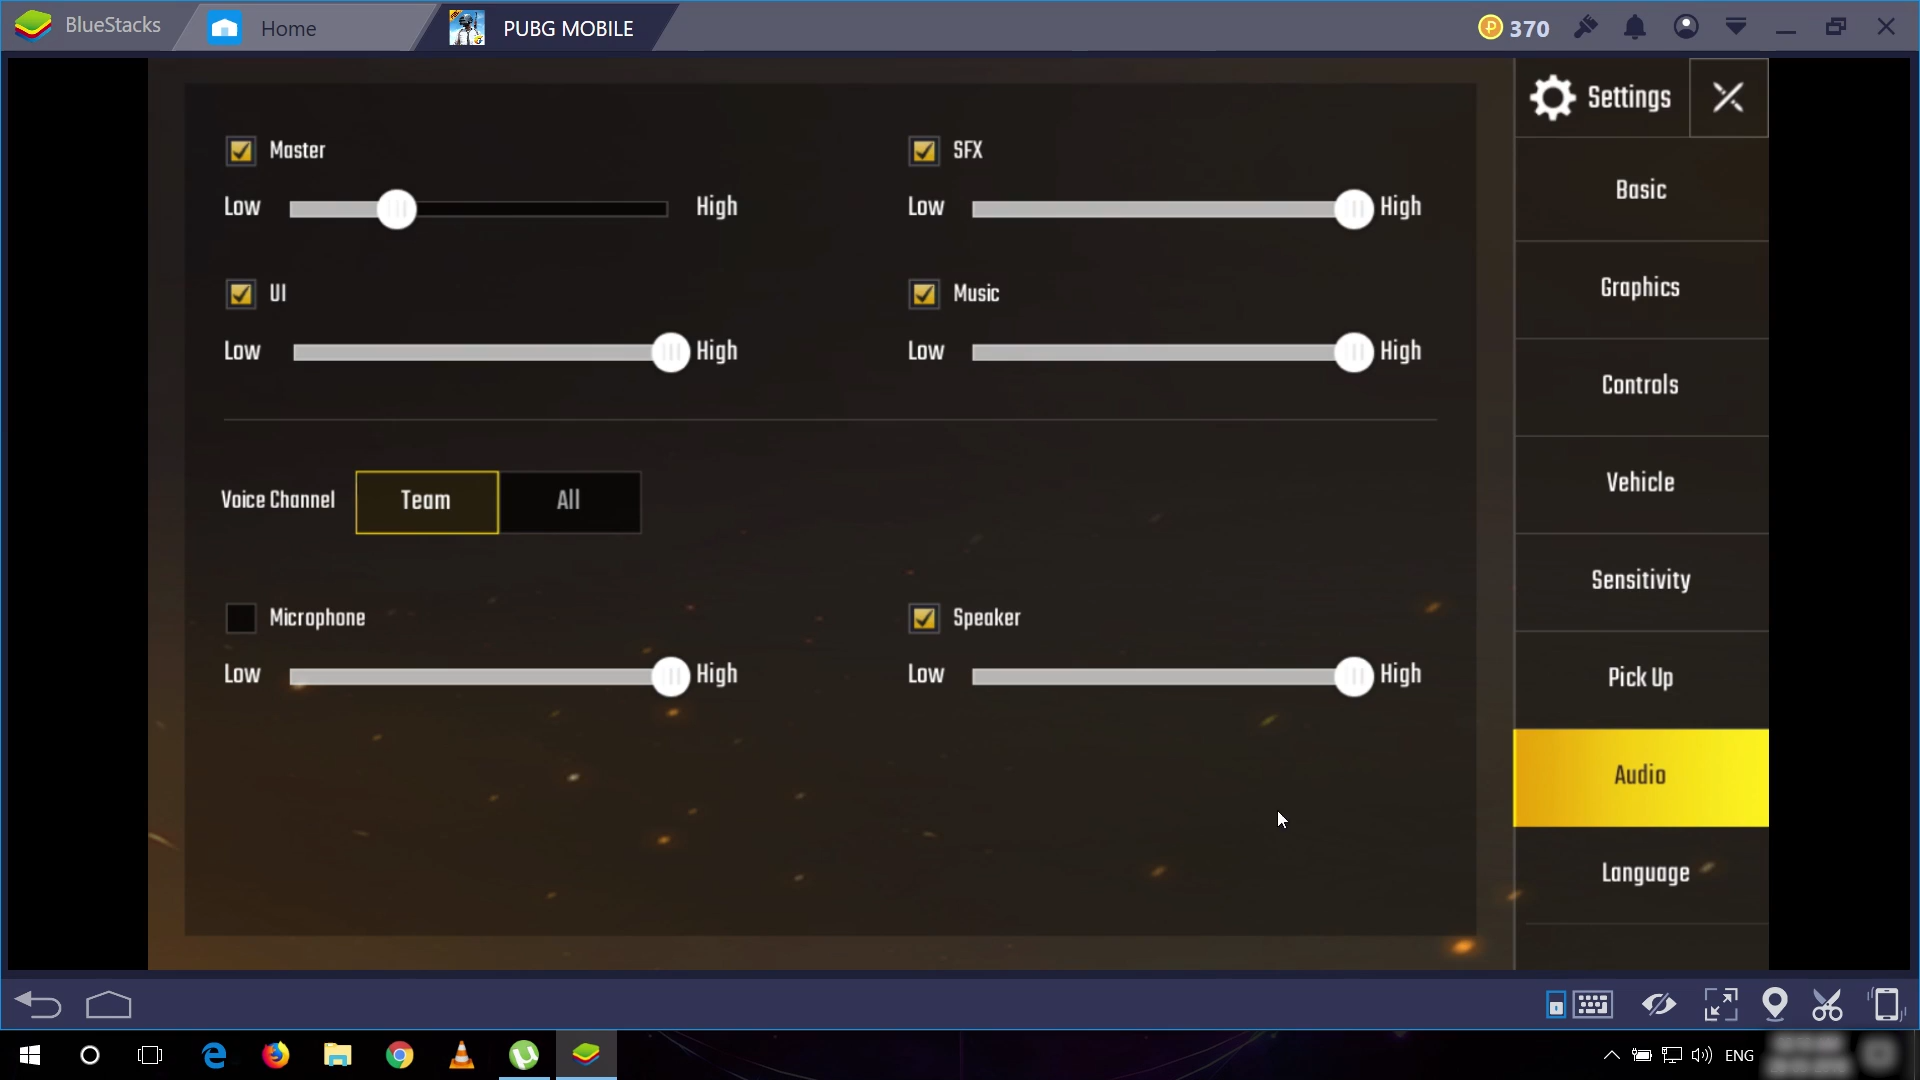 BlueStacks
Home
PUBG MOBILE
370
Settings
Master
SFX
Low High
Low High
UI
Music
Low High
Low High
Voice Channel Team All
Microphone
Speaker
Low High
Low High
Basic
Graphics
Controls
Vehicle
Sensitivity
Pick Up
Audio
Language
ENG